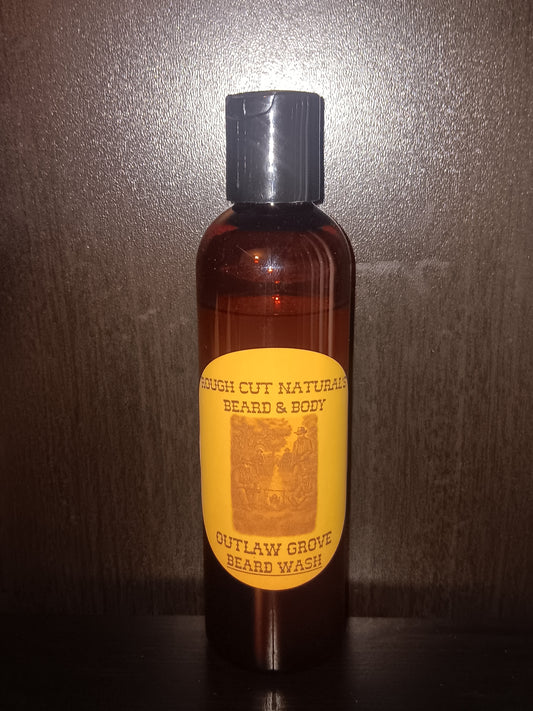 ROUGH CUT NATURALS
BEARD & BODY
OUTLAW GROVE
BEARD WASH